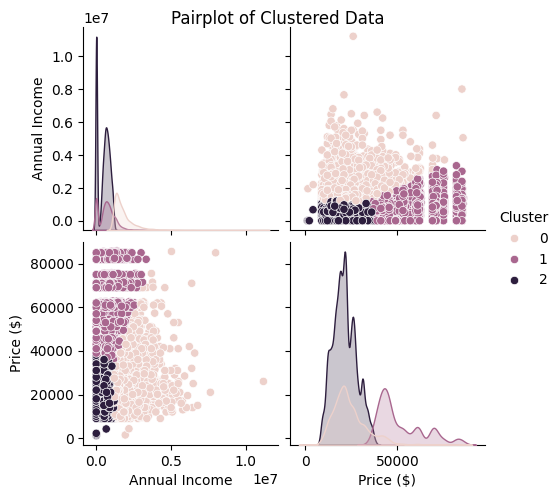 Pairplot of Clustered Data
1e7
1.0
0.8
0.6
0.4
0.2
0.0
Annual Income
Cluster
0
1
2
80000
60000
40000
20000
0
Price ($)
0.0
0.5
1.0
1e7
Annual Income
0
50000
Price ($)